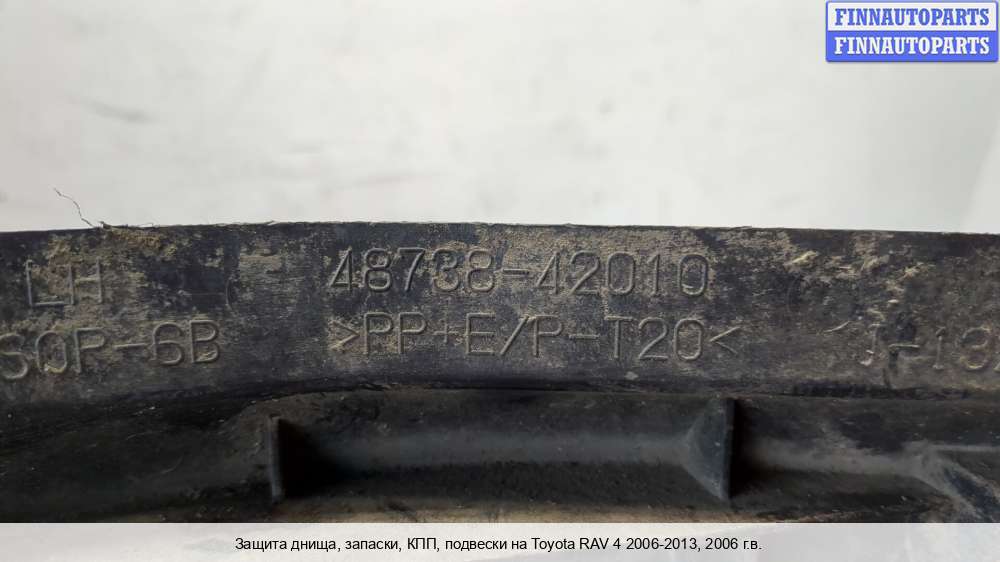 FINNAUTOPARTS
FINNAUTOPARTS
LH 48738-42010
SOP-6B >PP+E/P-T20<
Защита днища, запаски, КПП, подвески на Toyota RAV 4 2006-2013, 2006 г.в.